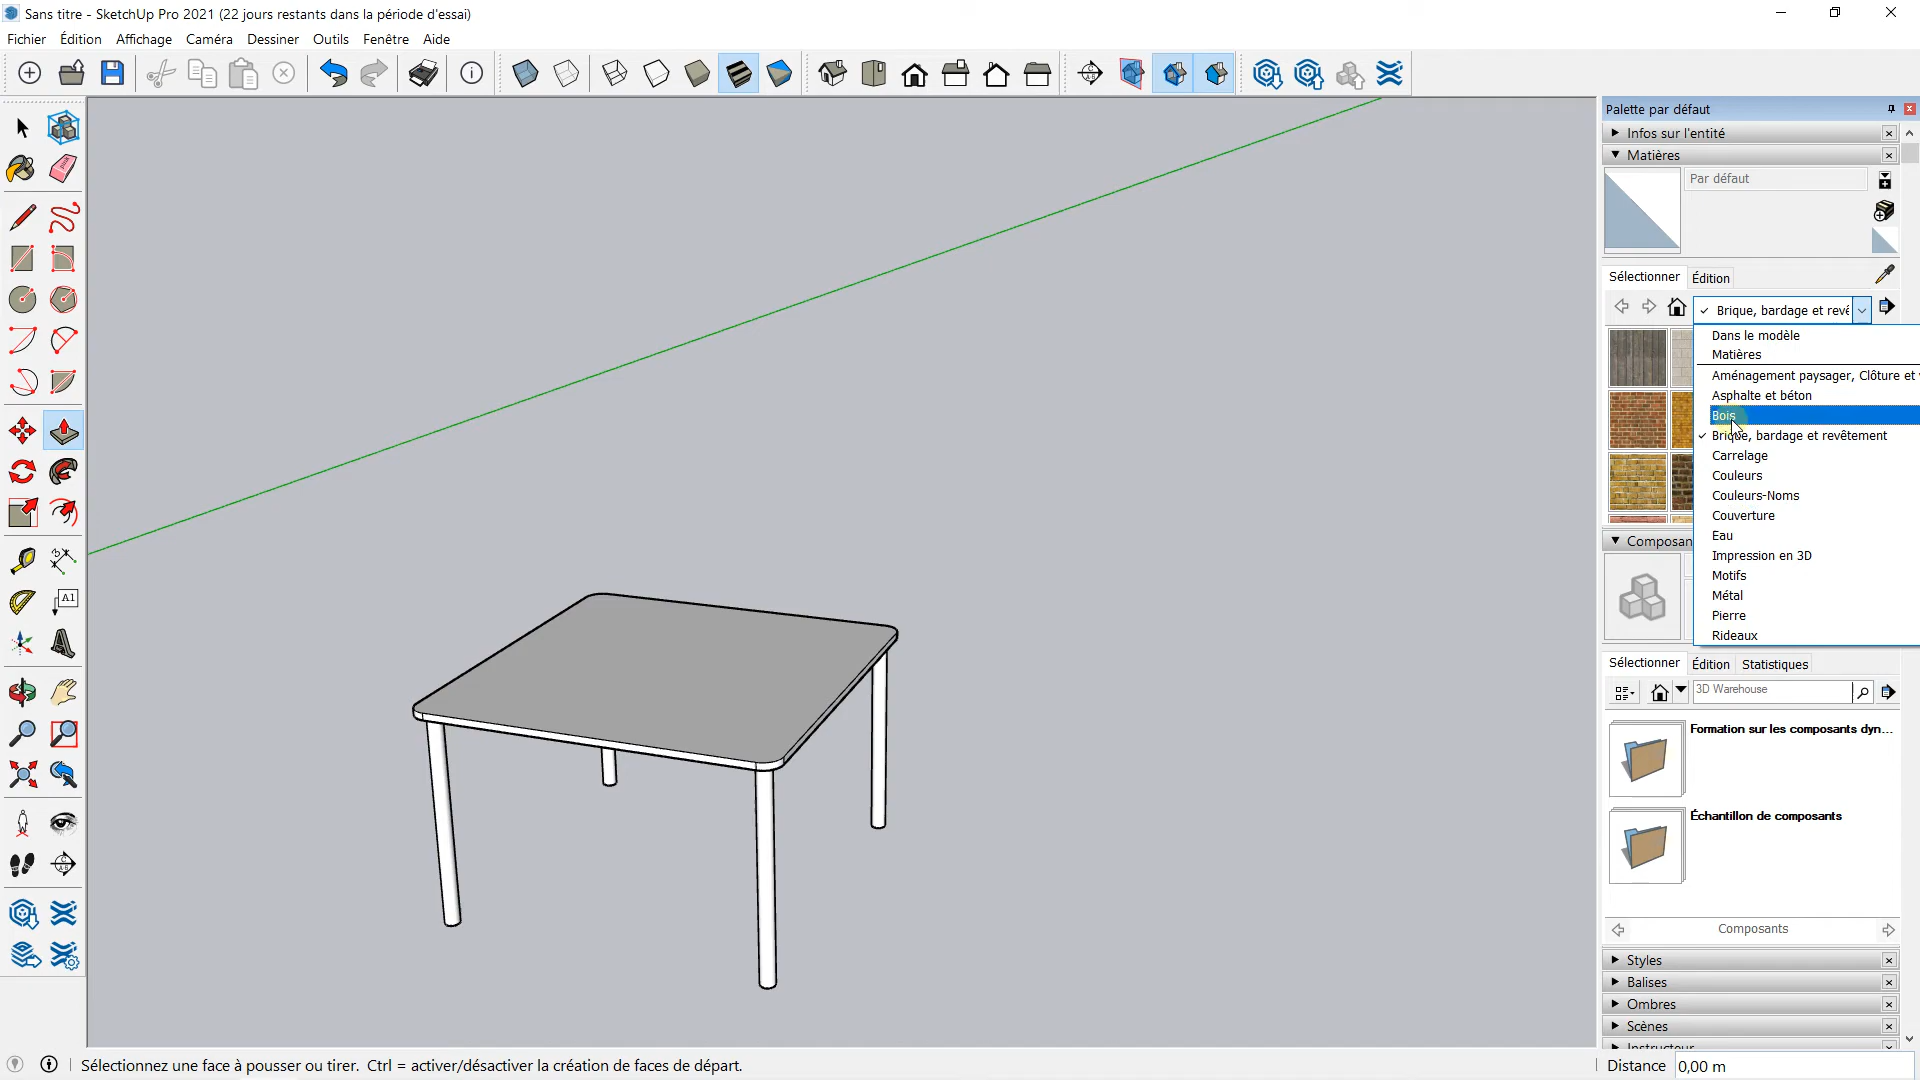 Sans titre - SketchUp Pro 2021 (22 jours restants dans la période d'essai)
Fichier Édition Affichage Caméra Dessiner Outils Fenêtre Aide
Palette par défaut
Infos sur l'entité
Matières
Par défaut
Sélectionner Édition
Brique, bardage et revê
Dans le modèle
Matières
Aménagement paysager, Clôture et
Asphalte et béton
Bois
Brique, bardage et revêtement
Carrelage
Couleurs
Couleurs-Noms
Couverture
Eau
Impression en 3D
Motifs
Métal
Pierre
Rideaux
Composan
Sélectionner Édition Statistiques
3D Warehouse
Formation sur les composants dyn...
Échantillon de composants
Composants
Styles
Balises
Ombres
Scènes
Instructeur
A1
Sélectionnez une face à pousser ou tirer. Ctrl = activer/désactiver la création de faces de départ.
Distance 0,00 m